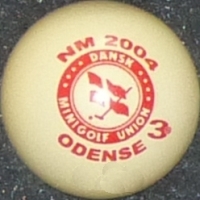 NM 2004
DANSK
MINIGOLF UNION
ODENSE 3